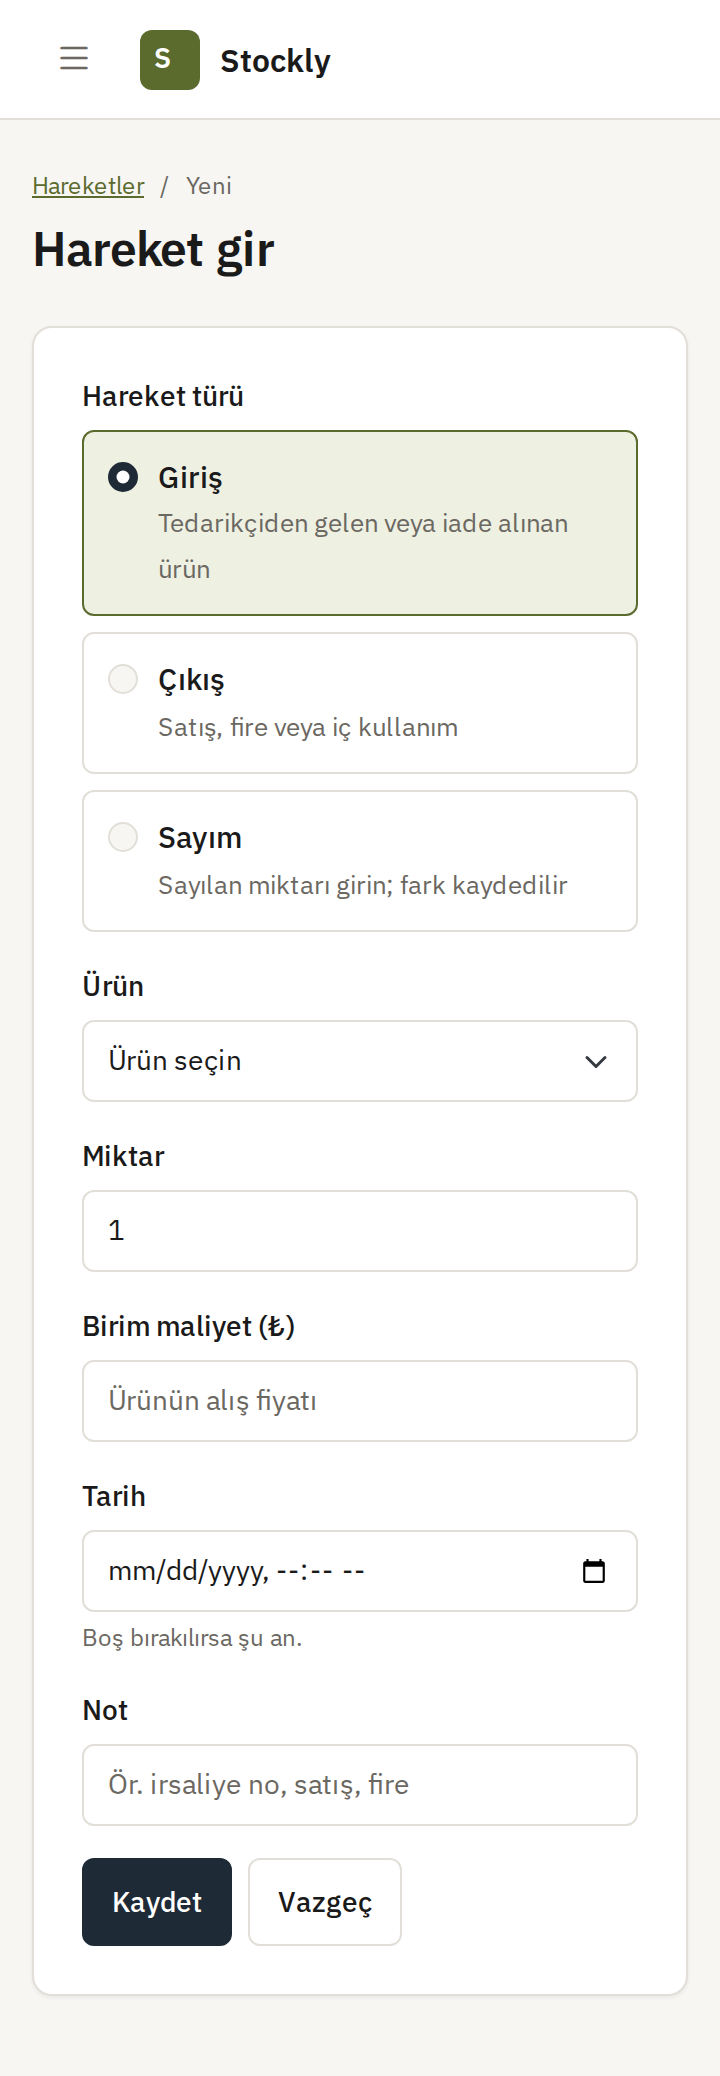 S Stockly
Hareketler / Yeni
Hareket gir
Hareket türü
Giriş
Tedarikçiden gelen veya iade alınan
ürün
Çıkış
Satış, fire veya iç kullanım
Sayım
Sayılan miktarı girin; fark kaydedilir
Ürün
Ürün seçin
Miktar
1
Birim maliyet (₺)
Ürünün alış fiyatı
Tarih
mm/dd/yyyy, --:-- --
Boş bırakılırsa şu an.
Not
Ör. irsaliye no, satış, fire
Kaydet Vazgeç